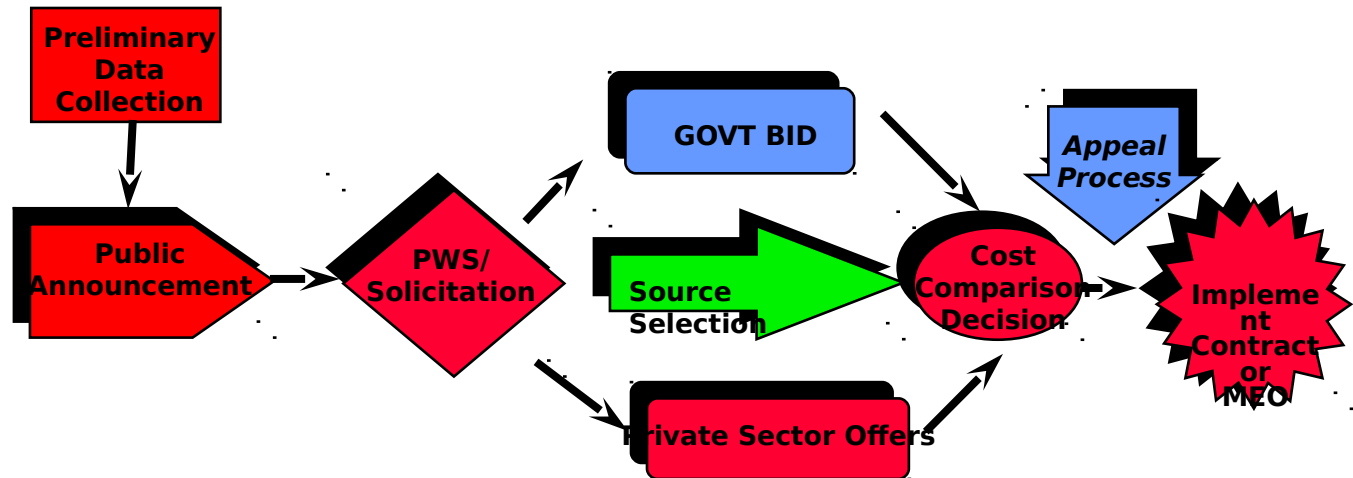 Preliminary
Data
Collection
Public
Announcement
PWS/
Solicitation
GOVT BID
Source
Selection
Private Sector Offers
Cost
Comparison
Decision
Appeal
Process
Impleme
nt
Contract
or
MEO